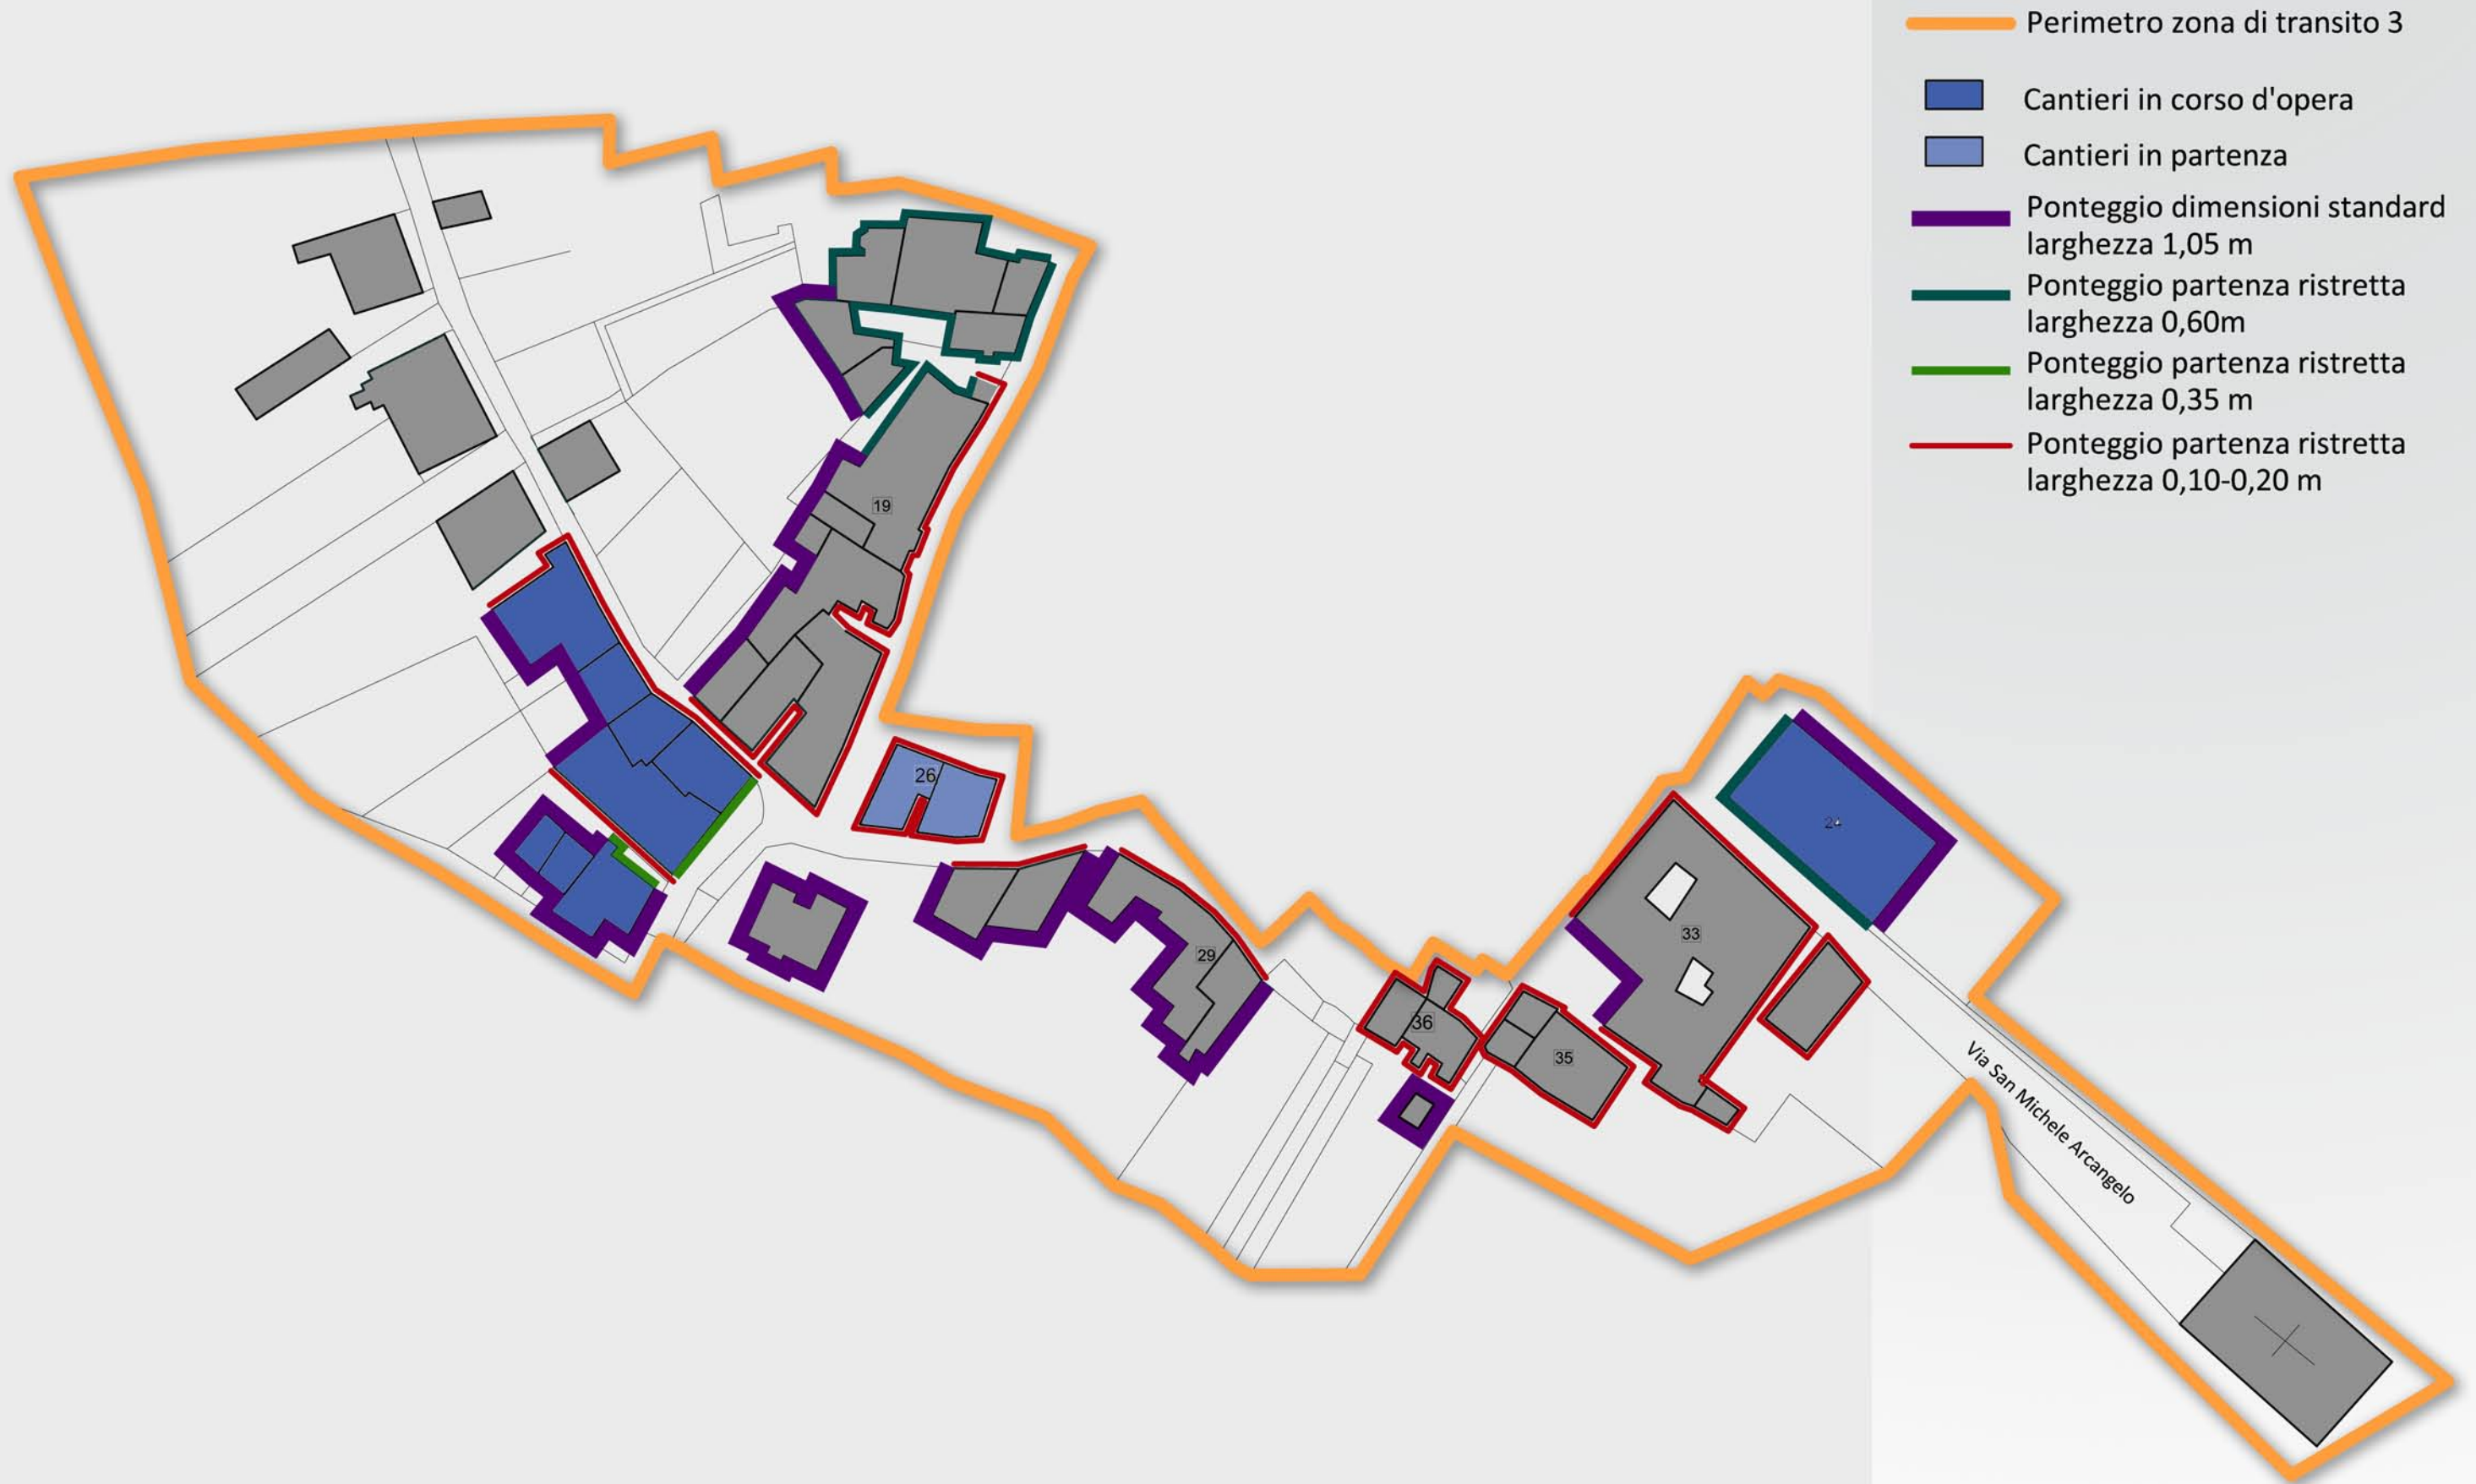 Perimetro zona di transito 3
Cantieri in corso d'opera
Cantieri in partenza
Ponteggio dimensioni standard
larghezza 1,05 m
Ponteggio partenza ristretta
larghezza 0,60m
Ponteggio partenza ristretta
larghezza 0,35 m
Ponteggio partenza ristretta
larghezza 0,10-0,20 m
19
26
24
33
29
36
35
Via San Michele Arcangelo